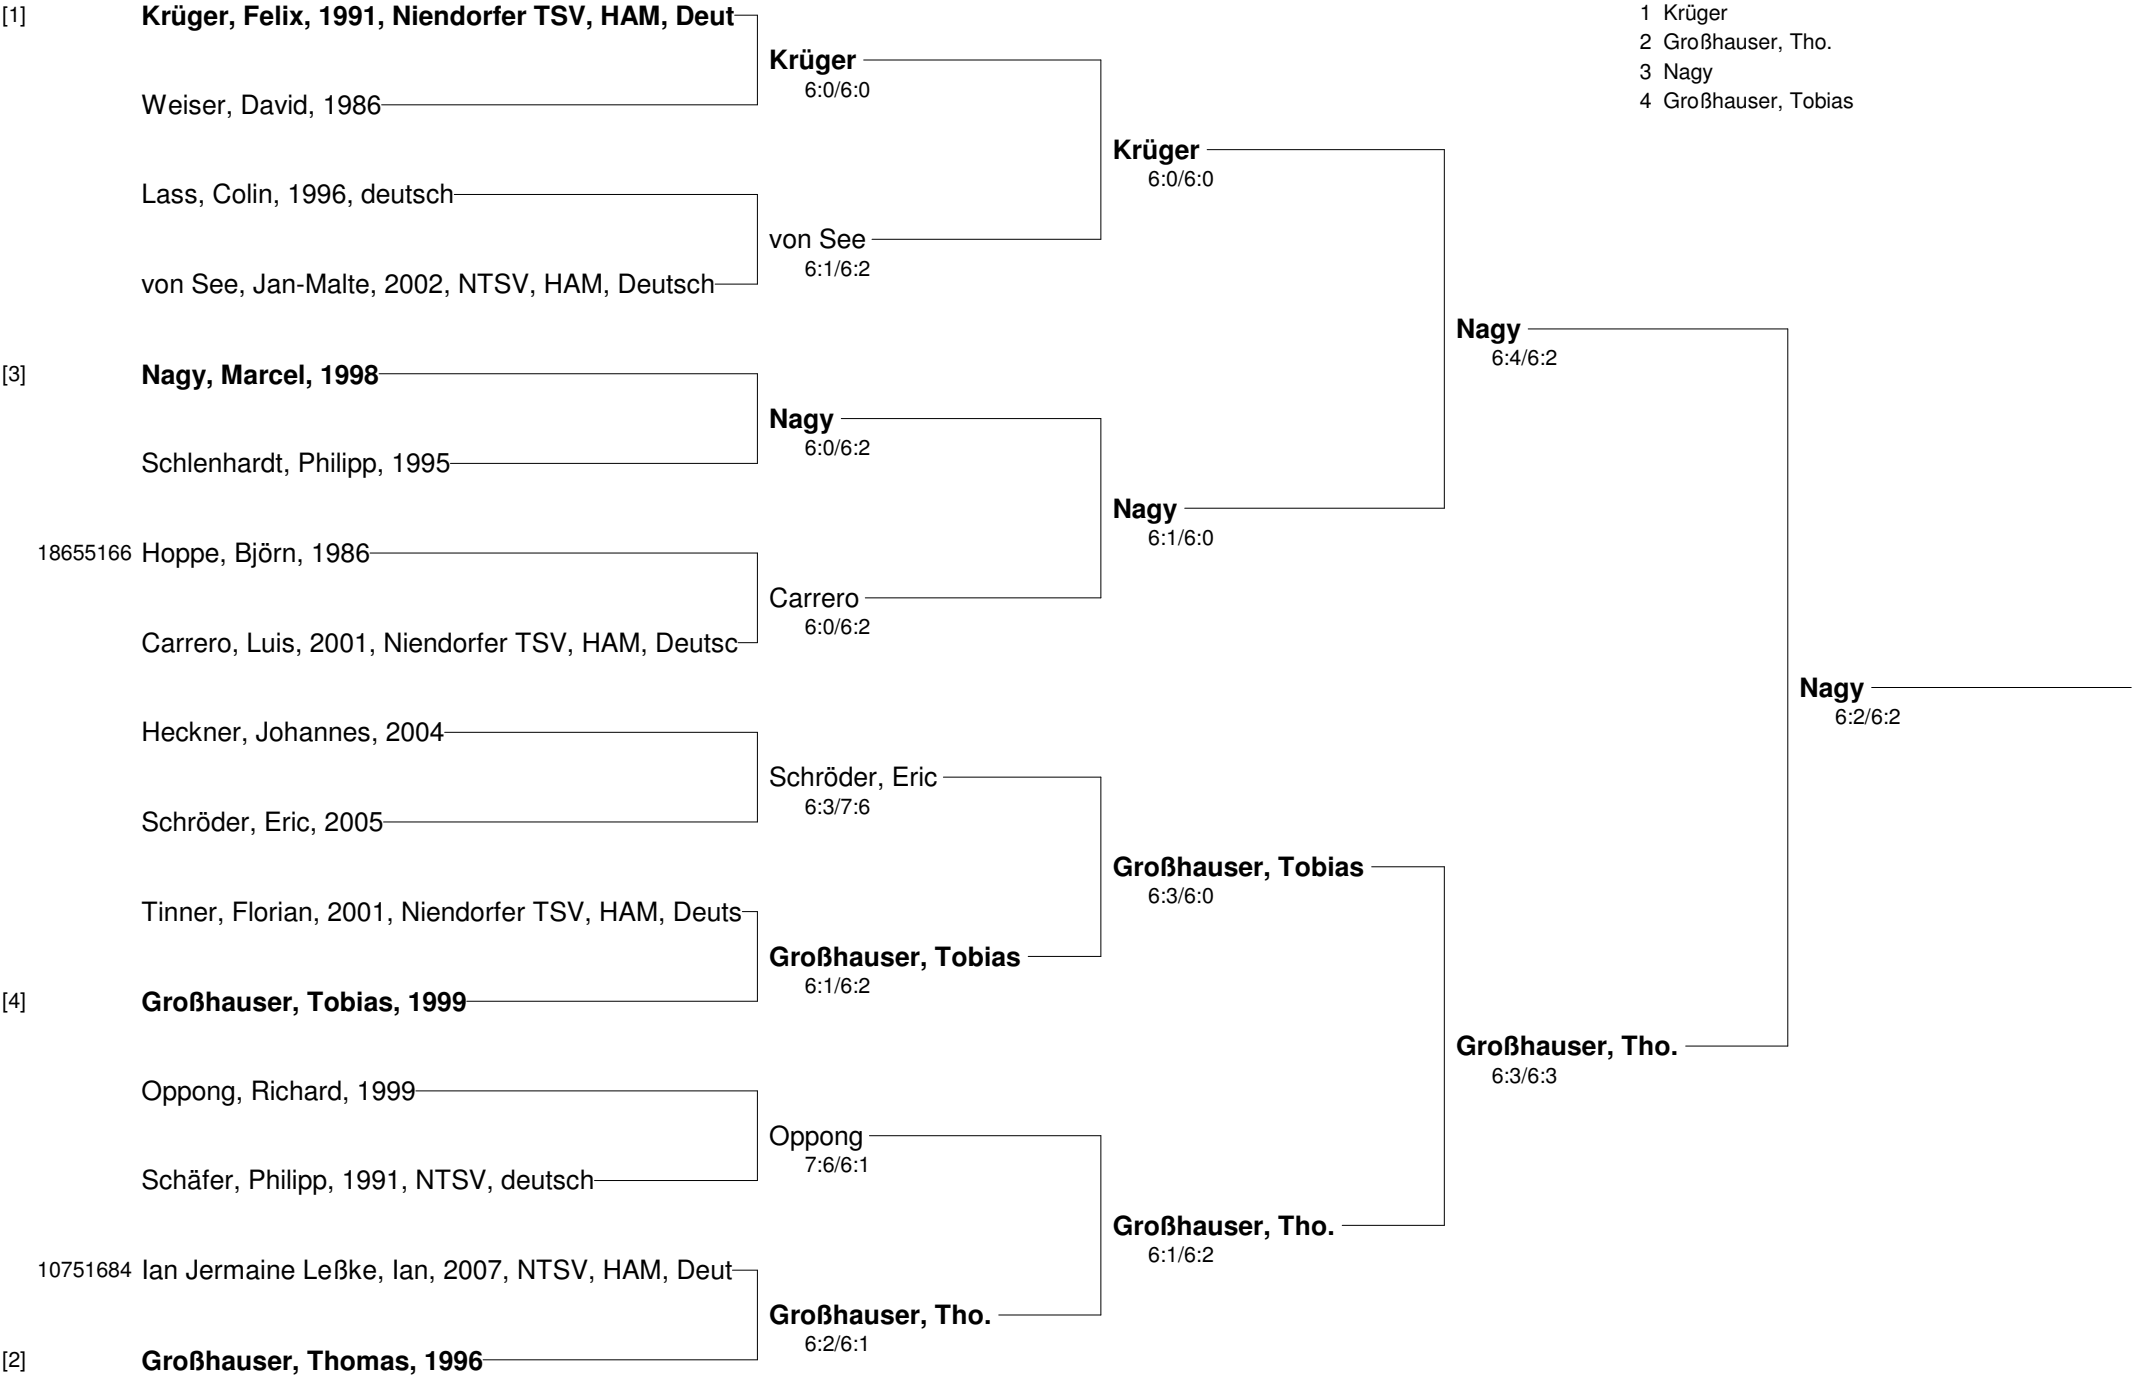 [1] Krüger, Felix, 1991, Niendorfer TSV, HAM, Deut
1 Krüger
2 Großhauser, Tho.
3 Nagy
4 Großhauser, Tobias
Krüger
6:0/6:0
Weiser, David, 1986
Krüger
6:0/6:0
Lass, Colin, 1996, deutsch
von See
6:1/6:2
von See, Jan-Malte, 2002, NTSV, HAM, Deutsch
Nagy
6:4/6:2
[3] Nagy, Marcel, 1998
Nagy
6:0/6:2
Schlenhardt, Philipp, 1995
Nagy
6:1/6:0
18655166 Hoppe, Björn, 1986
Carrero
6:0/6:2
Carrero, Luis, 2001, Niendorfer TSV, HAM, Deutsc
Nagy
6:2/6:2
Heckner, Johannes, 2004
Schröder, Eric
6:3/7:6
Schröder, Eric, 2005
Großhauser, Tobias
6:3/6:0
Tinner, Florian, 2001, Niendorfer TSV, HAM, Deuts
Großhauser, Tobias
6:1/6:2
[4] Großhauser, Tobias, 1999
Großhauser, Tho.
6:3/6:3
Oppong, Richard, 1999
Oppong
7:6/6:1
Schäfer, Philipp, 1991, NTSV, deutsch
Großhauser, Tho.
6:1/6:2
10751684 Ian Jermaine Leßke, Ian, 2007, NTSV, HAM, Deut
Großhauser, Tho.
6:2/6:1
[2] Großhauser, Thomas, 1996